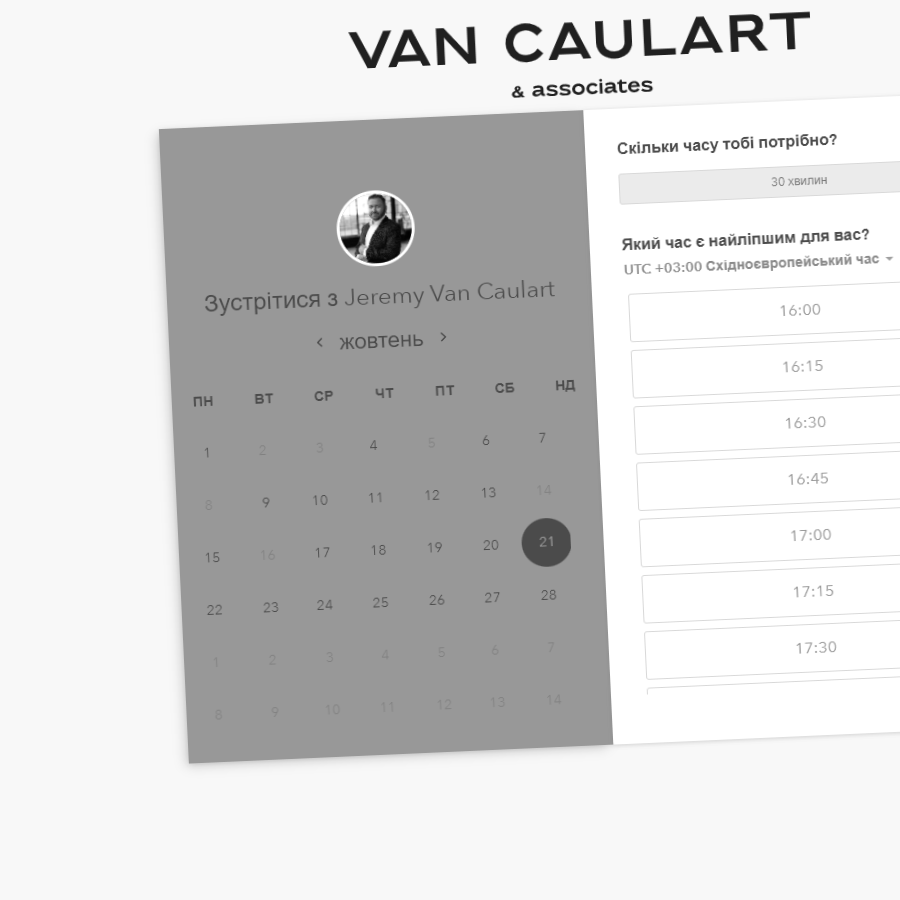 VAN CAULART
& associates
Зустрітися з Jeremy Van Caulart
жовтень
ПН ВТ СР ЧТ ПТ СБ НД
1 2 3 4 5 6 7
8 9 10 11 12 13 14
15 16 17 18 19 20 21
22 23 24 25 26 27 28
1 2 3 4 5 6 7
8 9 10 11 12 13 14
Скільки часу тобі потрібно?
30 хвилин
Який час є найліпшим для вас?
UTC +03:00 Східноєвропейський час
16:00
16:15
16:30
16:45
17:00
17:15
17:30